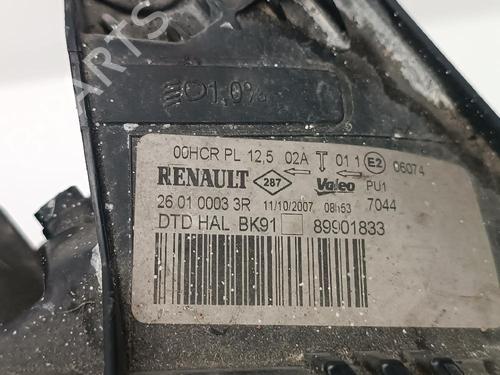 1,0%
00HCR PL 12,5 02A T 01 1 E2 06074
RENAULT 287 Valeo PU1
26 01 0003 3R 11/10/2007 08h53 7044
DTD HAL BK91 89901833